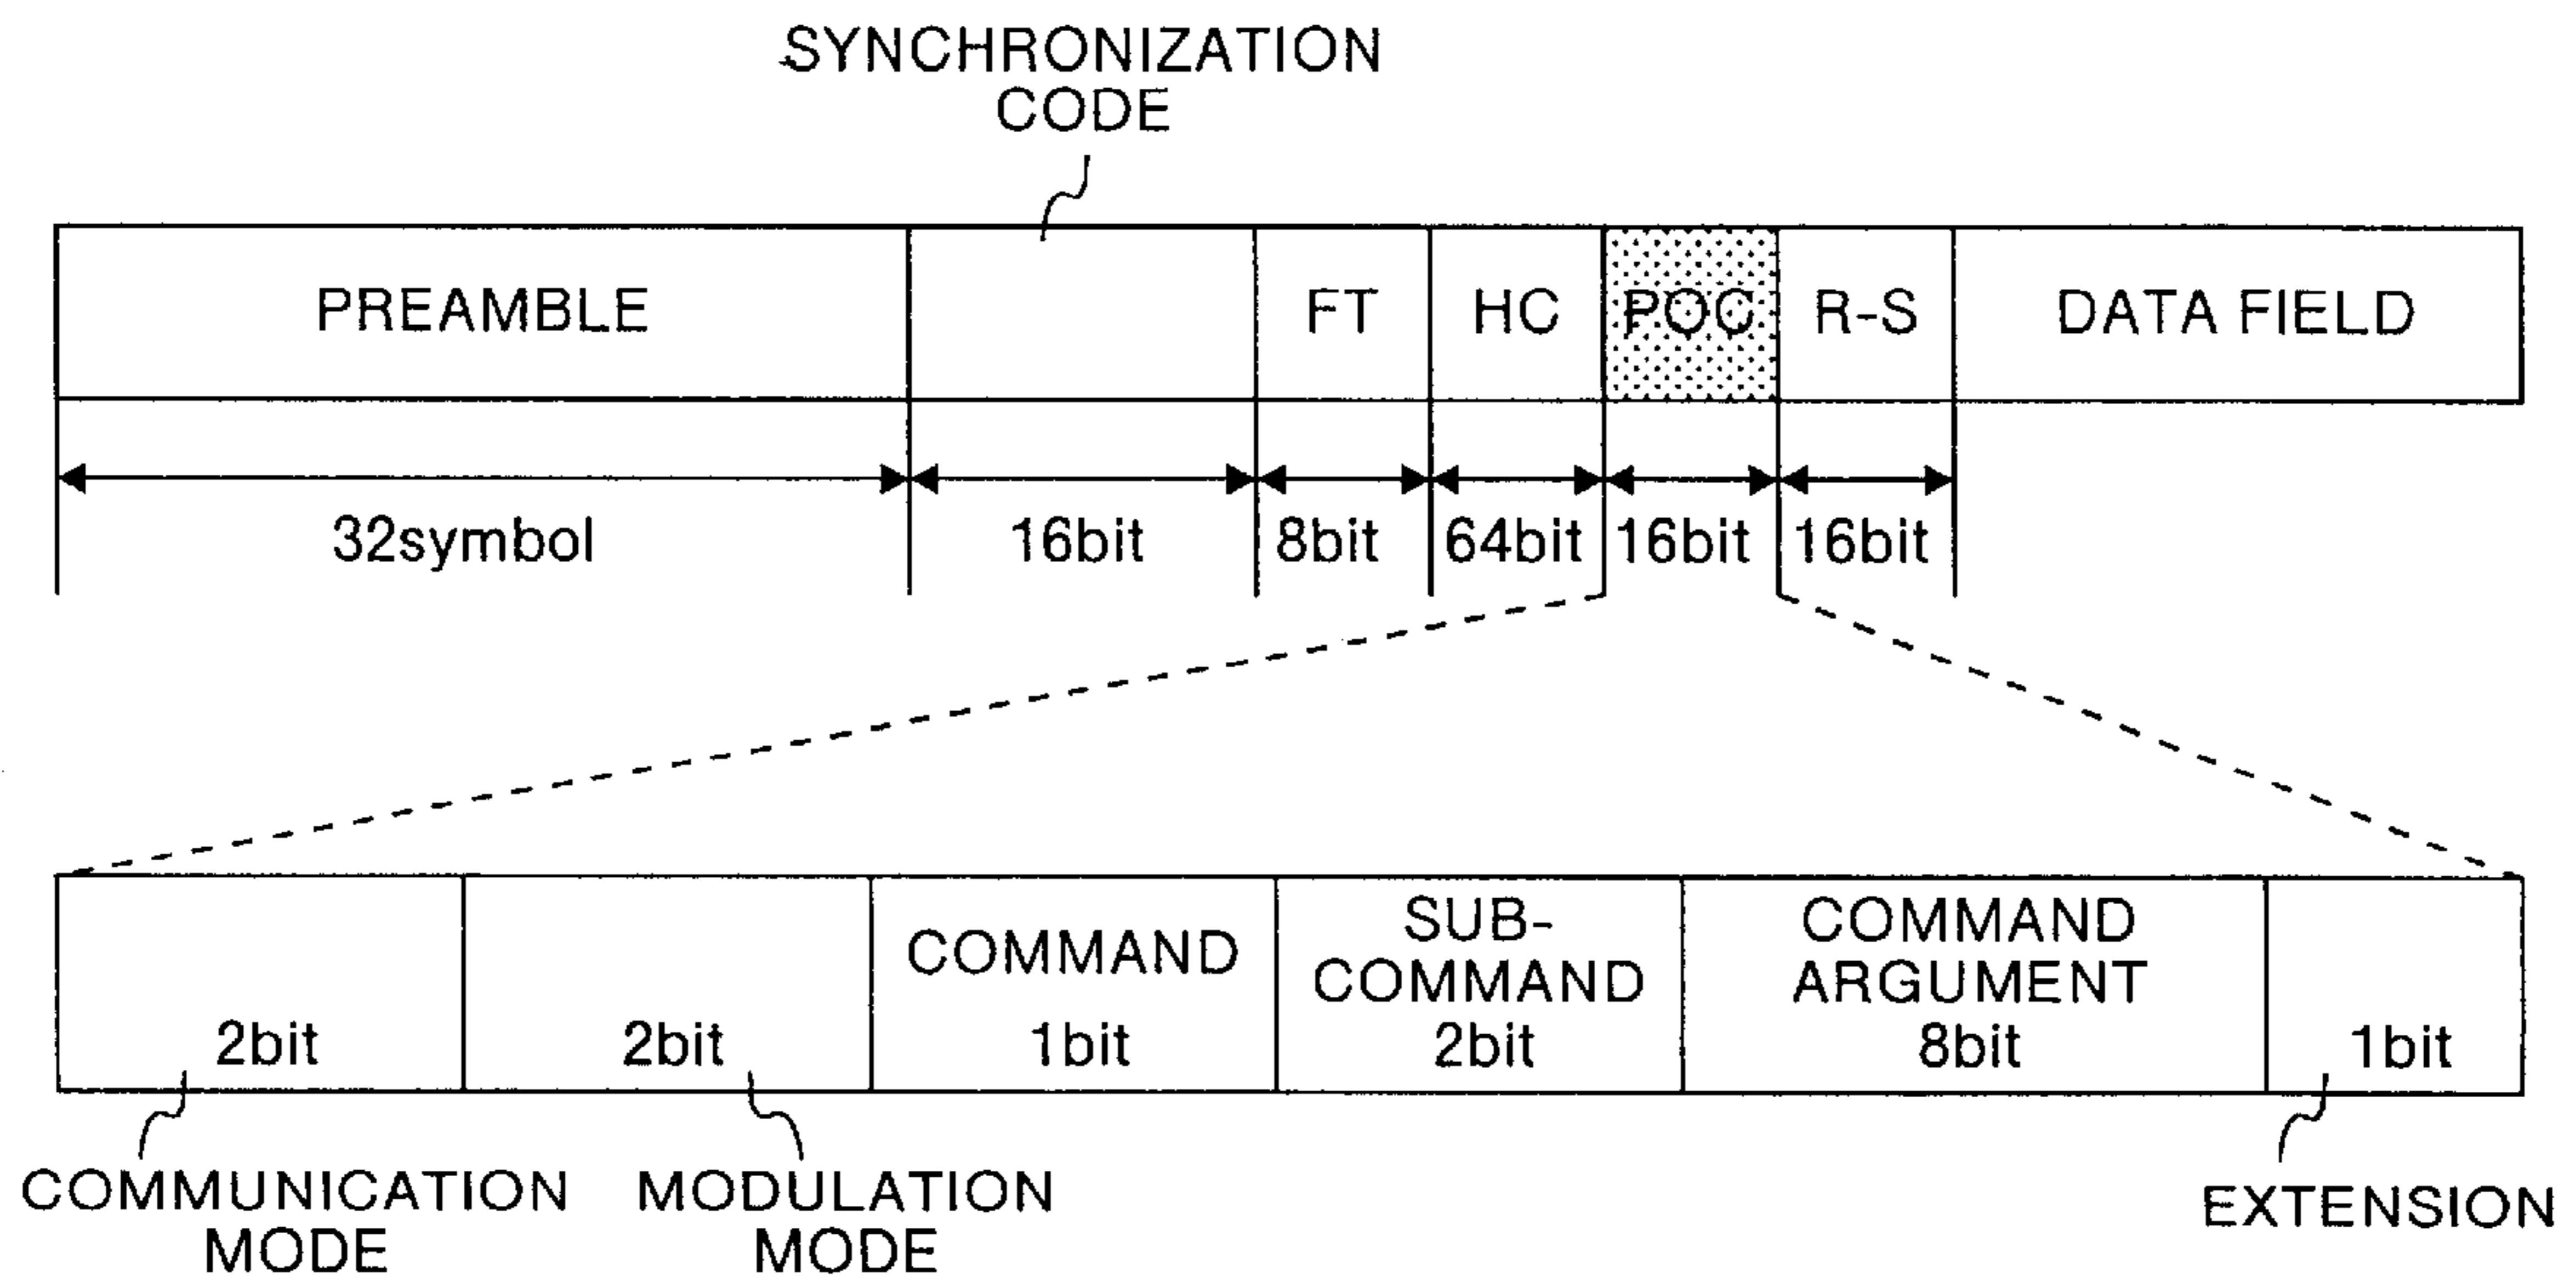 SYNCHRONIZATION
CODE
PREAMBLE
FT
HC
POC
R-S
DATA FIELD
32symbol
16bit
8bit
64bit
16bit
16bit
COMMAND
1bit
SUB-
COMMAND
2bit
COMMAND
ARGUMENT
8bit
2bit
2bit
1bit
COMMUNICATION
MODE
MODULATION
MODE
EXTENSION